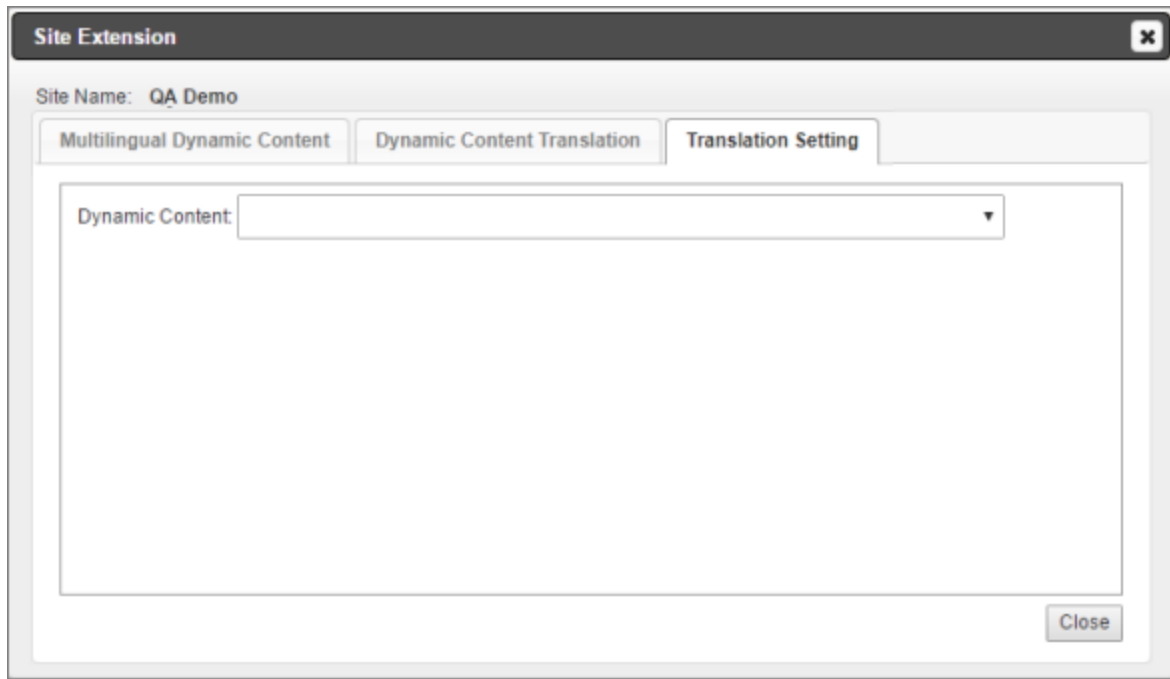 Site Extension
Site Name: QA Demo
Multilingual Dynamic Content Dynamic Content Translation Translation Setting
Dynamic Content:
Close